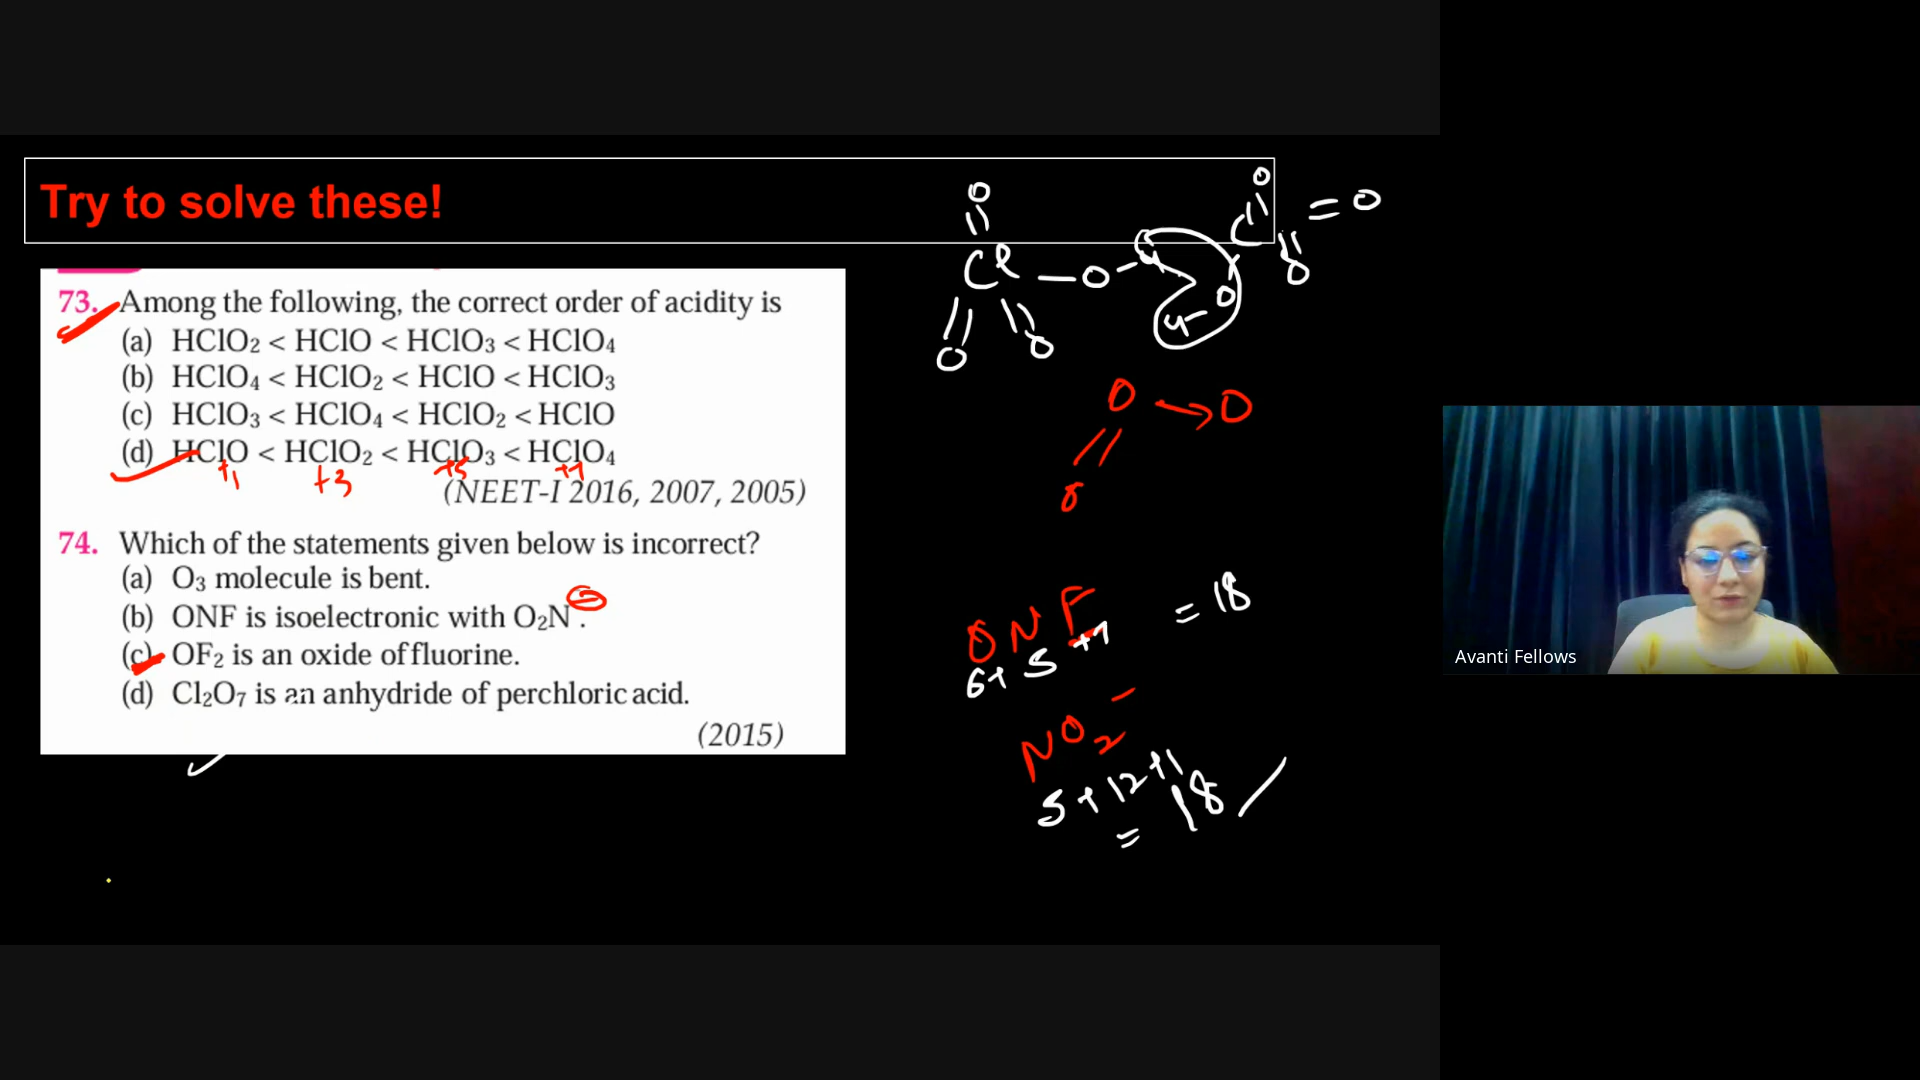 Try to solve these!
73. Among the following, the correct order of acidity is
(a) HClO₂ < HClO < HClO₃ < HClO₄
(b) HClO₄ < HClO₂ < HClO < HClO₃
(c) HClO₃ < HClO₄ < HClO₂ < HClO
(d) HClO < HClO₂ < HClO₃ < HClO₄
+1 +3 +5 +7
(NEET-I 2016, 2007, 2005)
74. Which of the statements given below is incorrect?
(a) O₃ molecule is bent.
(b) ONF is isoelectronic with O₂N⁻.
(c) OF₂ is an oxide of fluorine.
(d) Cl₂O₇ is an anhydride of perchloric acid.
(2015)
O
O
Cl = O
Cl — O - H
O
O
H - O
O O
O → O
O
O N F = 18
6 + 5 + 7
NO₂⁻
5 + 12 + 1
= 18
Avanti Fellows